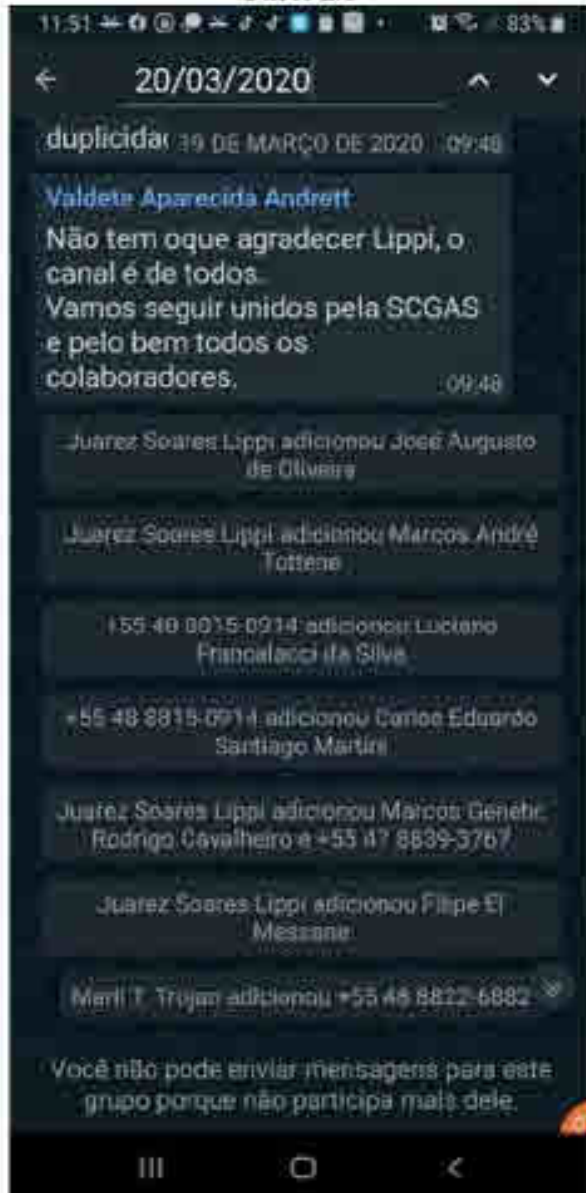 11:51
83%
20/03/2020
duplicidad 19 DE MARÇO DE 2020 09:48
Valdete Aparecida Andrett
Não tem oque agradecer Lippi, o
canal é de todos.
Vamos seguir unidos pela SCGAS
e pelo bem todos os
colaboradores.
09:48
Juarez Soares Lippi adicionou José Augusto
de Oliveira
Juarez Soares Lippi adicionou Marcos André
Tottene
adicionou Luciano
Francalacci da Silva
+55 48 8815-0914 adicionou Carlos Eduardo
Santiago Martins
Juarez Soares Lippi adicionou Marcos
Rodrigo Cavalheiro e +55 47 8839-3767
Juarez Soares Lippi adicionou Filipe El
Messane
Marli T. Trojan adicionou +55 48 8822-6882
Você não pode enviar mensagens para este
grupo porque não participa mais dele.